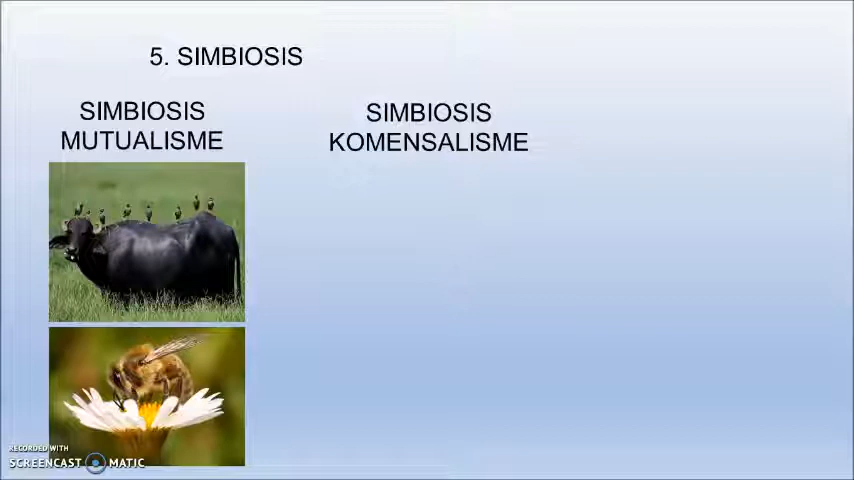 5. SIMBIOSIS
SIMBIOSIS
MUTUALISME
SIMBIOSIS
KOMENSALISME
RECORDED WITH
SCREENCAST MATIC